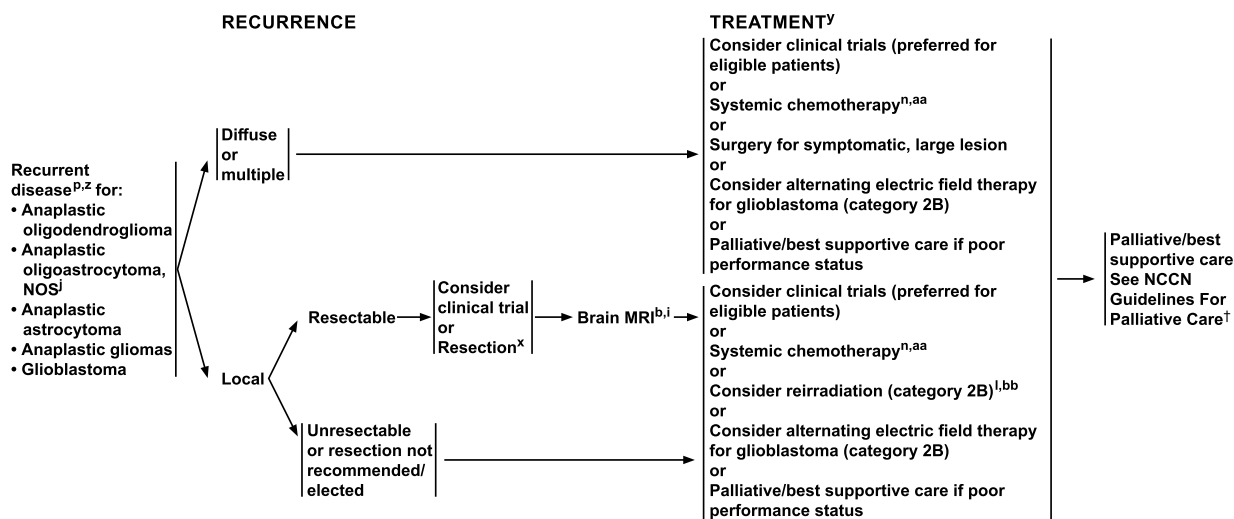 RECURRENCE
TREATMENTy
Recurrent
diseasep,z for:
• Anaplastic
oligodendroglioma
• Anaplastic
oligoastrocytoma,
NOSj
• Anaplastic
astrocytoma
• Anaplastic gliomas
• Glioblastoma
Diffuse
or
multiple
Local
Resectable
Consider
clinical trial
or
Resectionx
Brain MRIb,i
Unresectable
or resection not
recommended/
elected
Consider clinical trials (preferred for
eligible patients)
or
Systemic chemotherapyn,aa
or
Surgery for symptomatic, large lesion
or
Consider alternating electric field therapy
for glioblastoma (category 2B)
or
Palliative/best supportive care if poor
performance status
Consider clinical trials (preferred for
eligible patients)
or
Systemic chemotherapyn,aa
or
Consider reirradiation (category 2B)l,bb
or
Consider alternating electric field therapy
for glioblastoma (category 2B)
or
Palliative/best supportive care if poor
performance status
Palliative/best
supportive care
See NCCN
Guidelines For
Palliative Care†